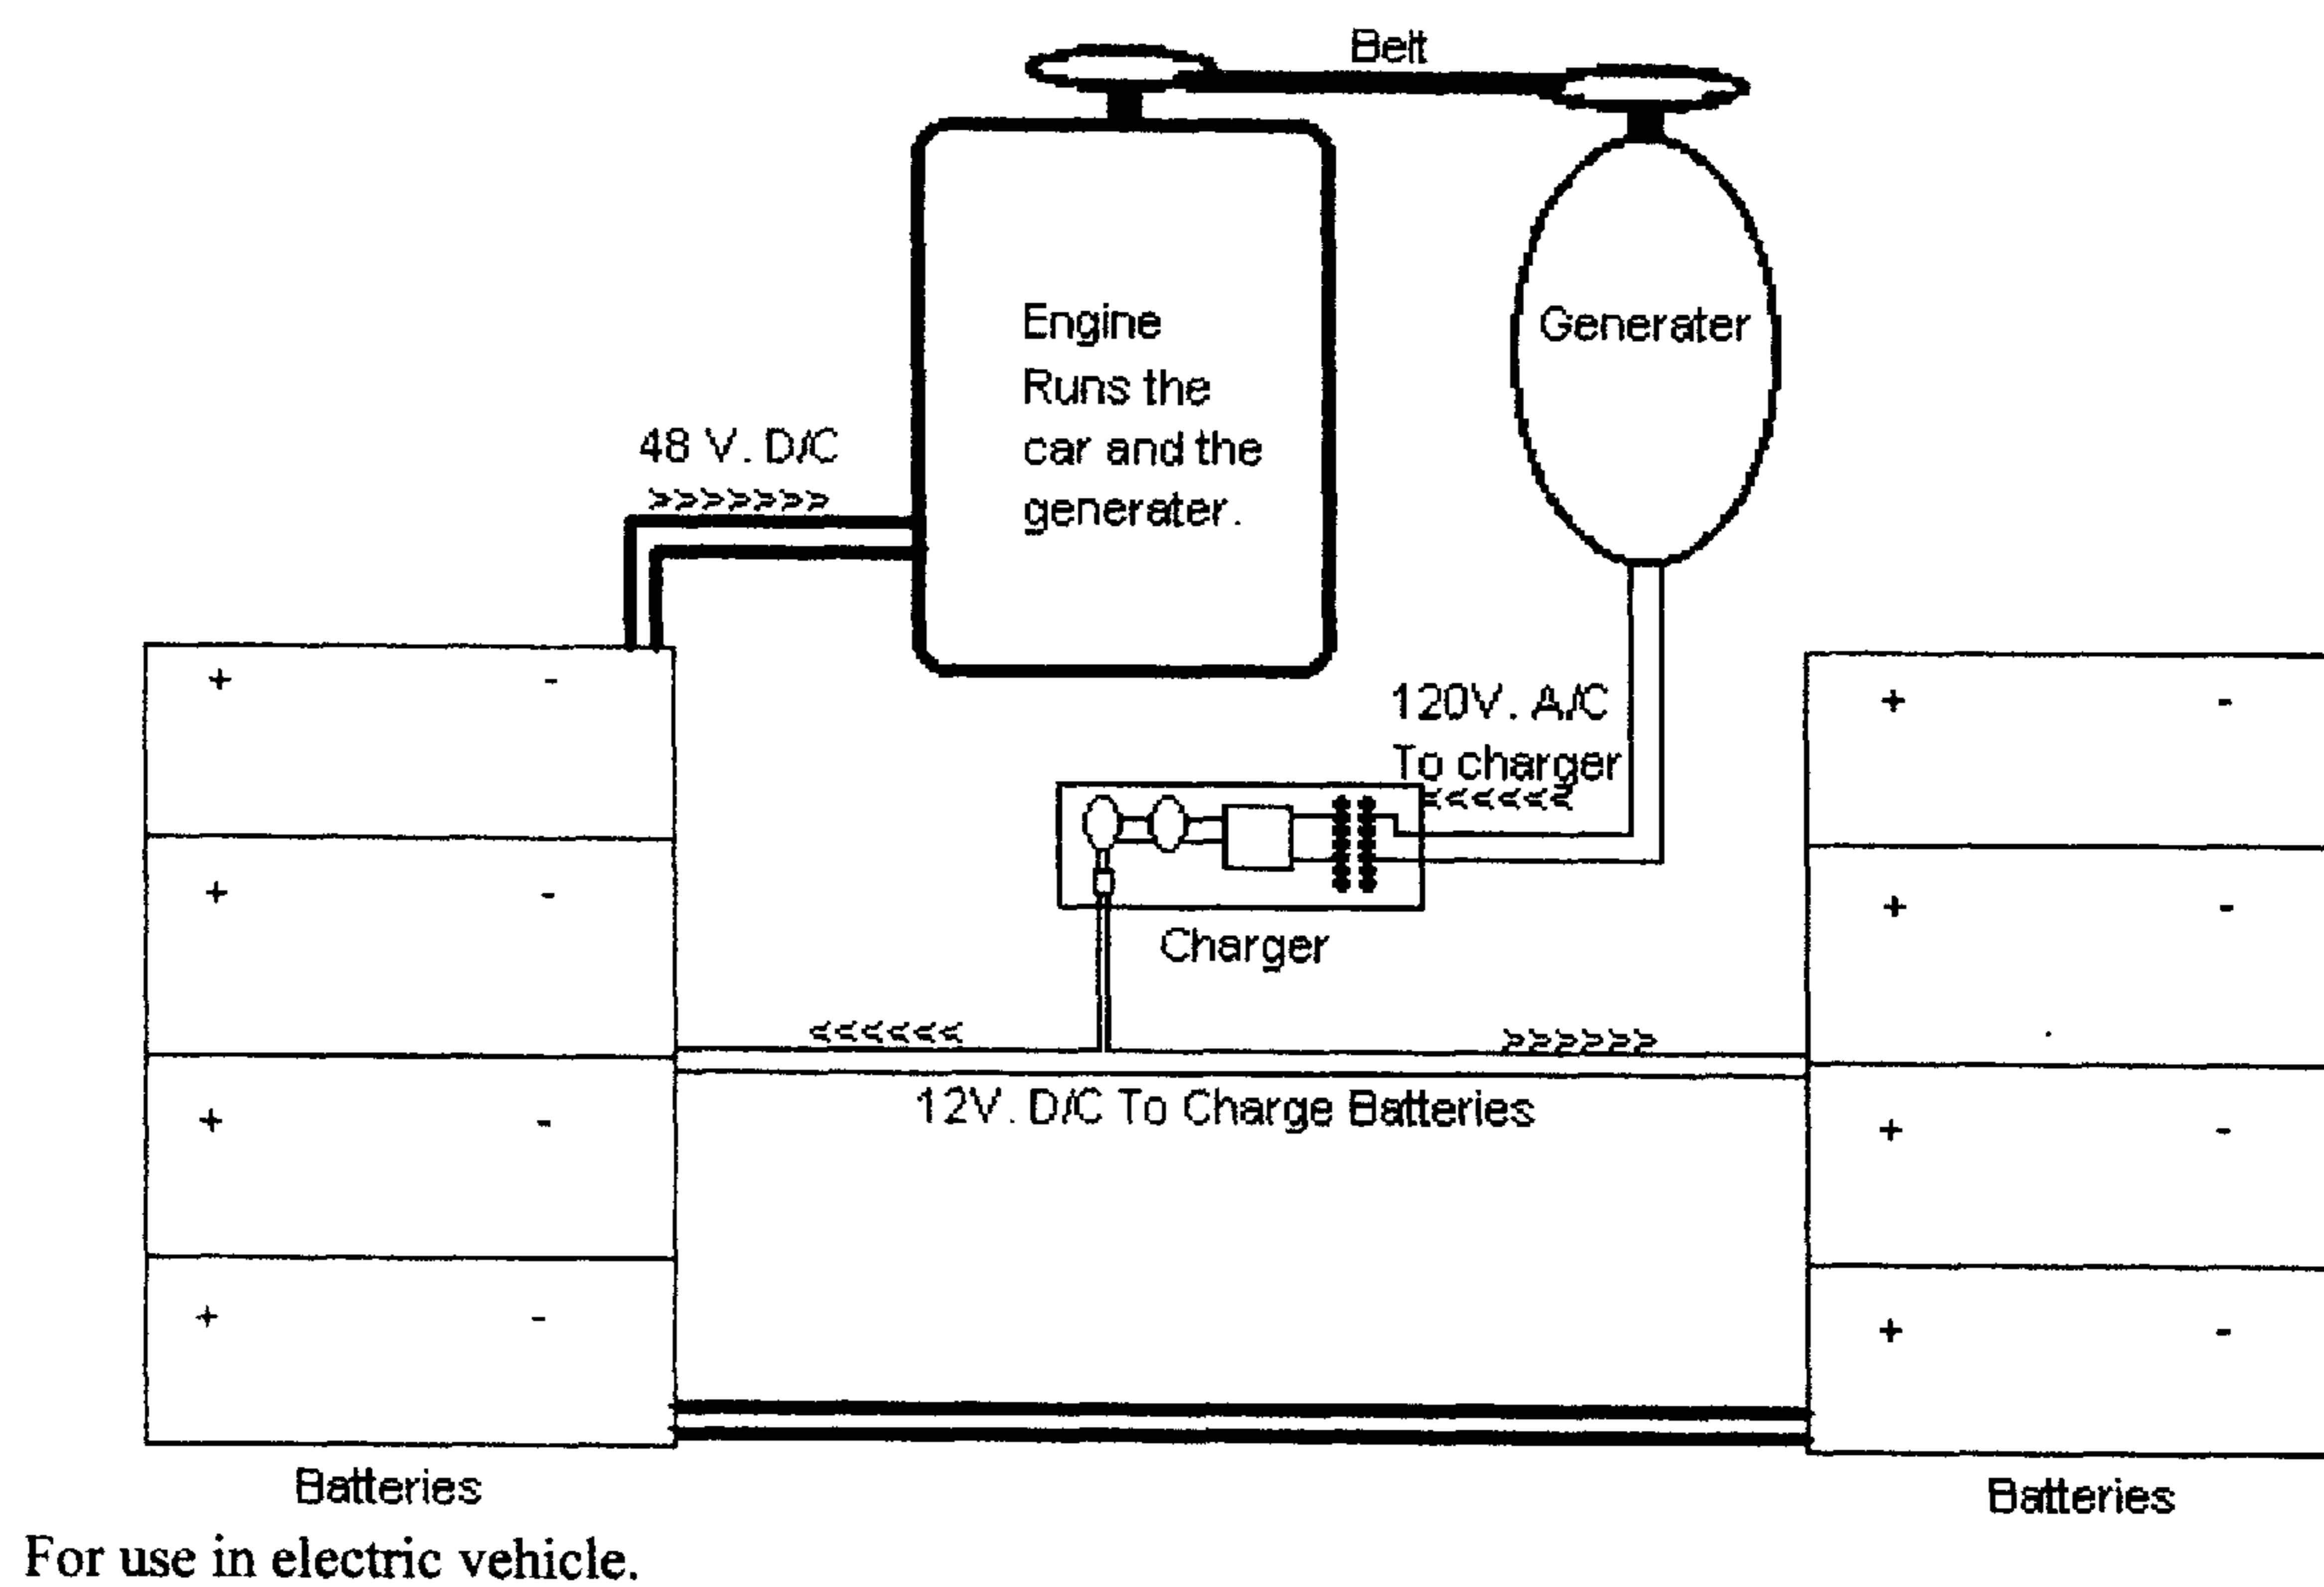 Belt
Engine
Runs the
car and the
generater.
Generater
48 V. D/C
>>>>>>>
120V. A/C
To charger
<<<<<<
+ -
+ -
+ -
+ -
+ -
+ -
+ -
+ -
Charger
<<<<<<
>>>>>>
12V. D/C To Charge Batteries
Batteries
Batteries
For use in electric vehicle.